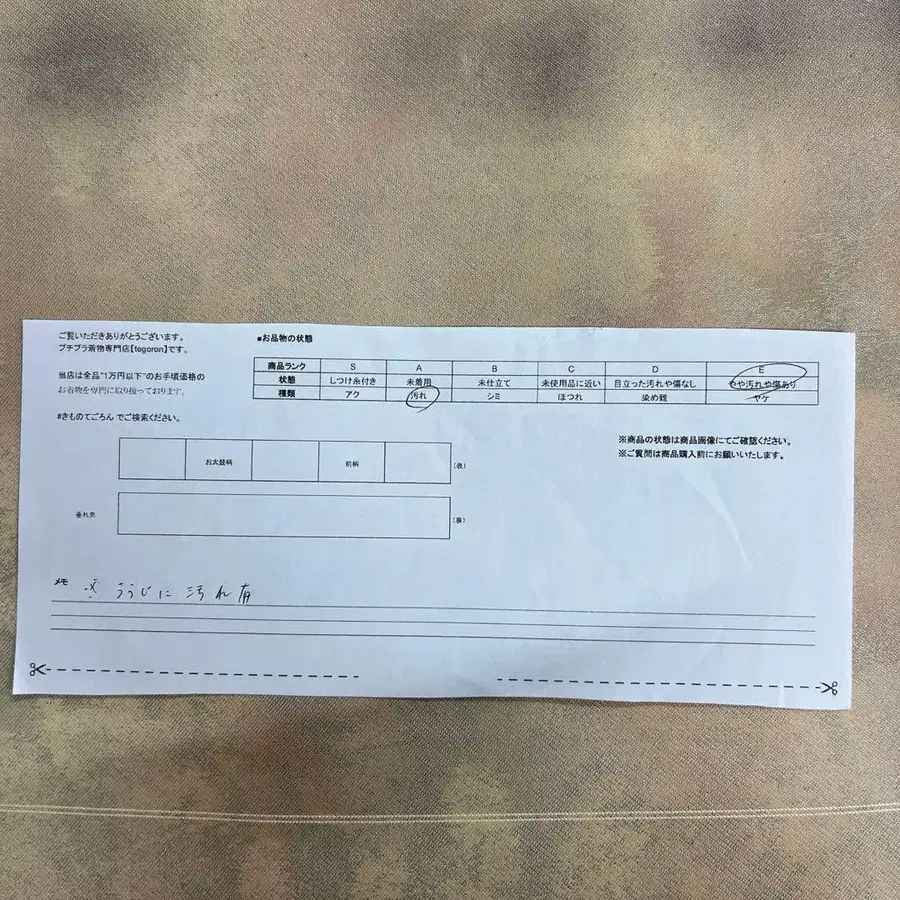 ご覧いただきありがとうございます。
プチプラ着物専門店【tegoron】です。
当店は全品"1万円以下"のお手頃価格の
お着物を専門に取り扱っております。
#きものてごろん でご検索ください。
■お品物の状態
商品ランク S A B C D E
状態 しつけ糸付き 未着用 未仕立て 未使用品に近い 目立った汚れや傷なし やや汚れや傷あり
種類 アク 汚れ シミ ほつれ 染め難 ヤケ
※商品の状態は商品画像にてご確認ください。
※ご質問は商品購入前にお願いいたします。
お太鼓柄 前柄 (表)
垂れ先 (裏)
メモ ※ うらじに 汚れ有